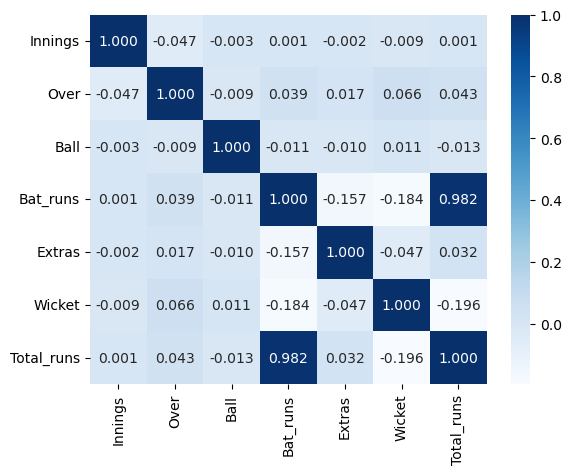 Innings 1.000 -0.047 -0.003 0.001 -0.002 -0.009 0.001
Over -0.047 1.000 -0.009 0.039 0.017 0.066 0.043
Ball -0.003 -0.009 1.000 -0.011 -0.010 0.011 -0.013
Bat_runs 0.001 0.039 -0.011 1.000 -0.157 -0.184 0.982
Extras -0.002 0.017 -0.010 -0.157 1.000 -0.047 0.032
Wicket -0.009 0.066 0.011 -0.184 -0.047 1.000 -0.196
Total_runs 0.001 0.043 -0.013 0.982 0.032 -0.196 1.000
Innings
Over
Ball
Bat_runs
Extras
Wicket
Total_runs
1.0
0.8
0.6
0.4
0.2
0.0